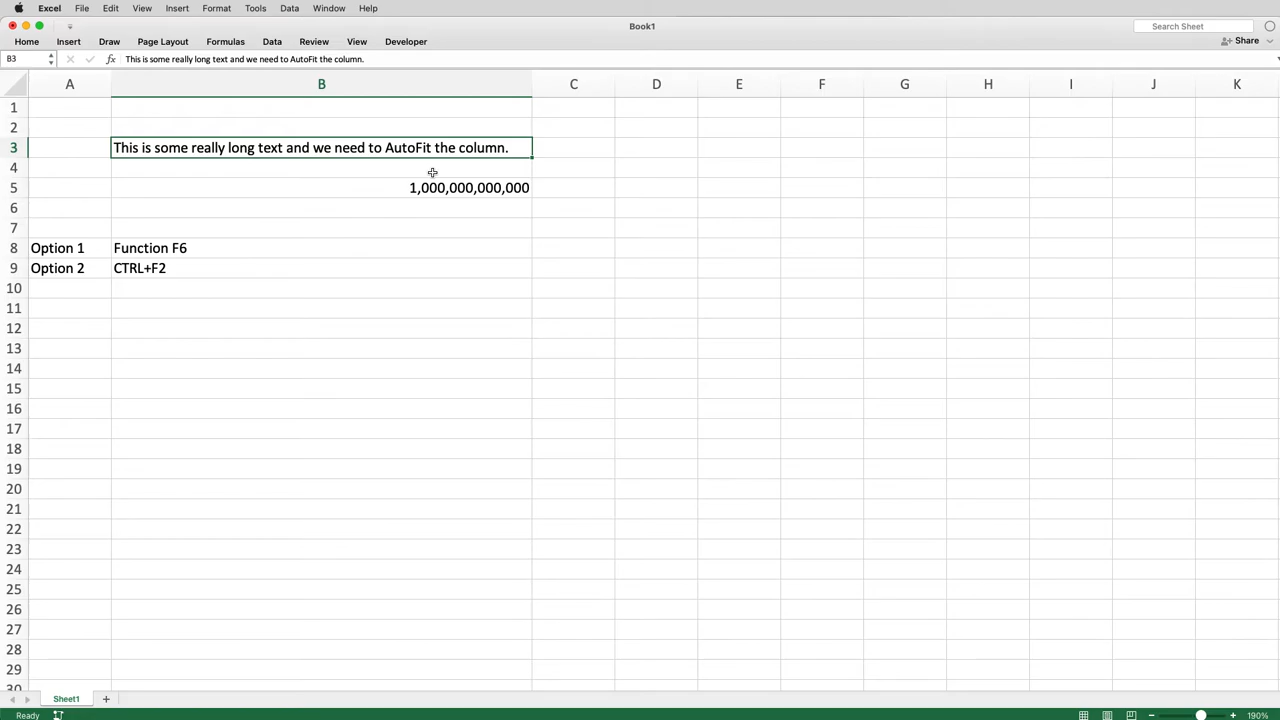 Excel File Edit View Insert Format Tools Data Window Help
Book1
Search Sheet
Home Insert Draw Page Layout Formulas Data Review View Developer
Share
B3 fx This is some really long text and we need to AutoFit the column.
A B C D E F G H I J K
1
2
3 This is some really long text and we need to AutoFit the column.
4
5 1,000,000,000,000
6
7
8 Option 1 Function F6
9 Option 2 CTRL+F2
10
11
12
13
14
15
16
17
18
19
20
21
22
23
24
25
26
27
28
29
30
Sheet1
Ready 190%